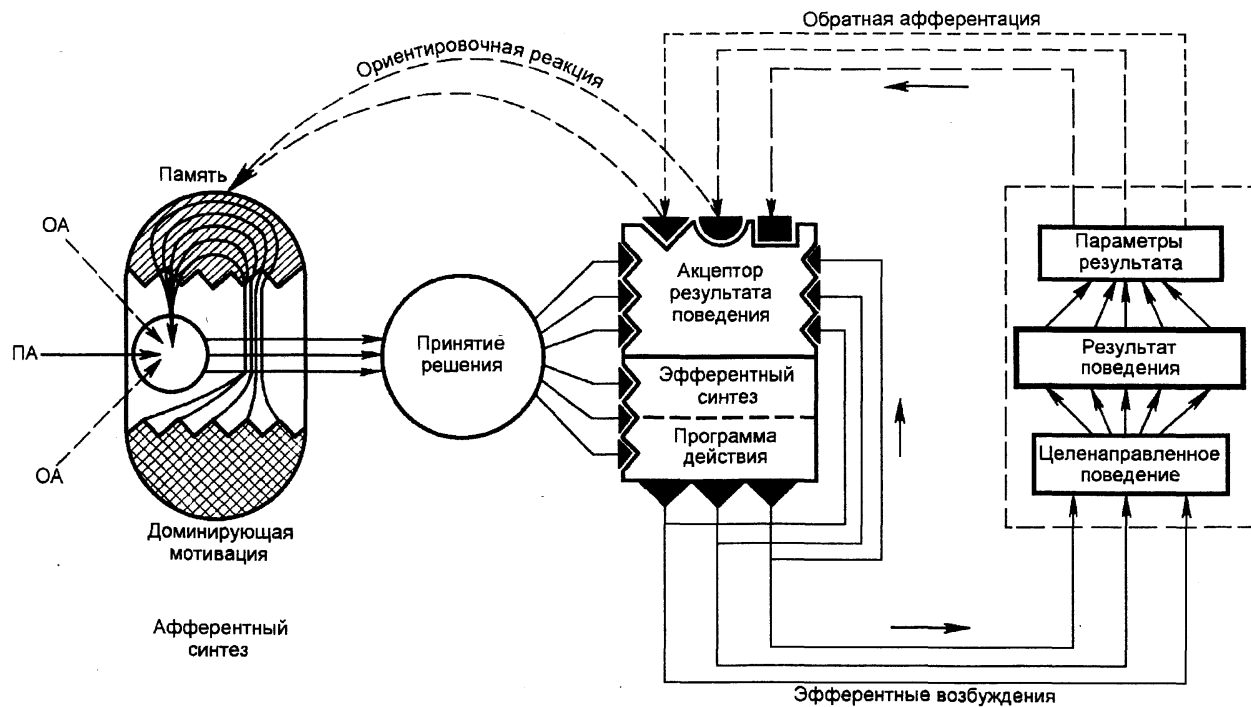 Обратная афферентация
Ориентировочная реакция
Память
ОА
ПА
ОА
Доминирующая
мотивация
Афферентный
синтез
Принятие
решения
Акцептор
результата
поведения
Эфферентный
синтез
Программа
действия
Параметры
результата
Результат
поведения
Целенаправленное
поведение
Эфферентные возбуждения